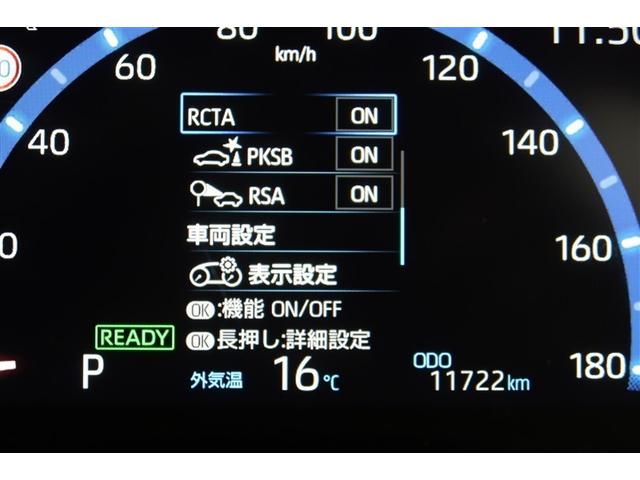 80 100
km/h
60
120
40
140
160
180
RCTA ON
PKSB ON
RSA ON
車両設定
表示設定
OK:機能 ON/OFF
OK長押し:詳細設定
READY
P
外気温 16℃
ODO
11722km